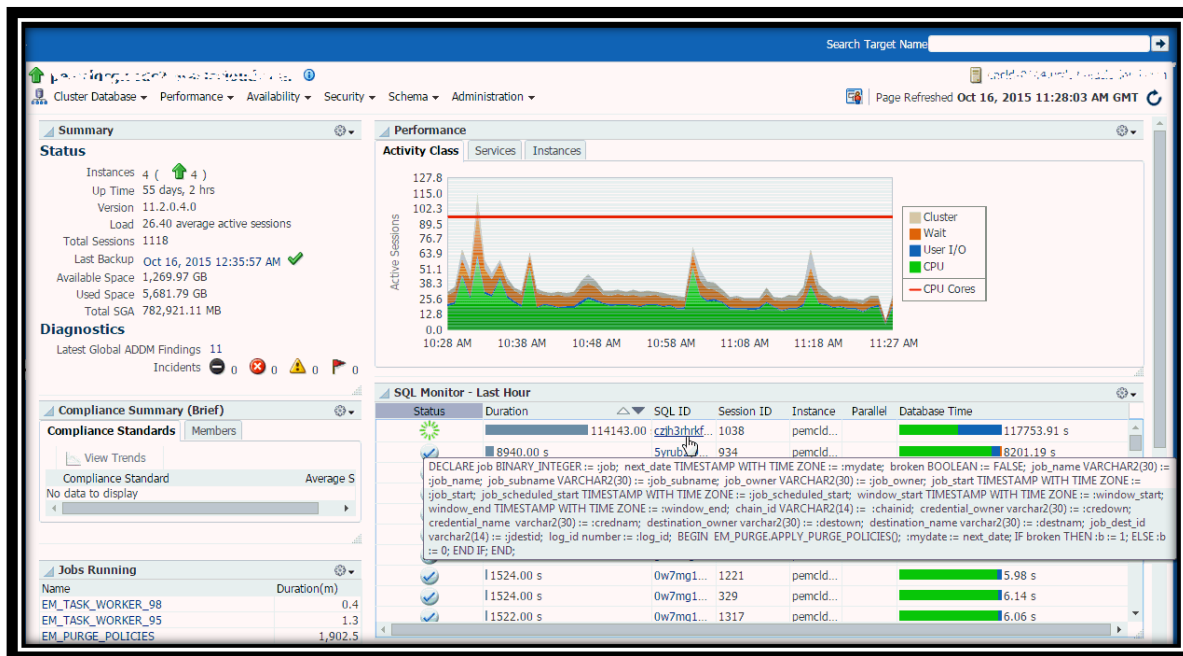 Search Target Name
Cluster Database Performance Availability Security Schema Administration
Page Refreshed Oct 16, 2015 11:28:03 AM GMT
Summary
Status
Instances 4 ( 4 )
Up Time 55 days, 2 hrs
Version 11.2.0.4.0
Load 26.40 average active sessions
Total Sessions 1118
Last Backup Oct 16, 2015 12:35:57 AM
Available Space 1,269.97 GB
Used Space 5,681.79 GB
Total SGA 782,921.11 MB
Diagnostics
Latest Global ADDM Findings 11
Incidents 0 0 0 0
Compliance Summary (Brief)
Compliance Standards Members
View Trends
Compliance Standard Average S
No data to display
Jobs Running
Name Duration(m)
EM_TASK_WORKER_98 0.4
EM_TASK_WORKER_95 1.3
EM_PURGE_POLICIES 1,902.5
Performance
Activity Class Services Instances
127.8
115.0
102.3
89.5
76.7
63.9
51.1
38.3
25.6
12.8
0.0
Active Sessions
10:28 AM 10:38 AM 10:48 AM 10:58 AM 11:08 AM 11:18 AM 11:27 AM
Cluster
Wait
User I/O
CPU
CPU Cores
SQL Monitor - Last Hour
Status Duration SQL ID Session ID Instance Parallel Database Time
114143.00 czjh3rhrkf... 1038 pemcld... 117753.91 s
8940.00 s 934 pemcld... 8201.19 s
DECLARE job BINARY_INTEGER := :job; next_date TIMESTAMP WITH TIME ZONE := :mydate; broken BOOLEAN := FALSE; job_name VARCHAR2(30) :=
:job_name; job_subname VARCHAR2(30) := :job_subname; job_owner VARCHAR2(30) := :job_owner; job_start TIMESTAMP WITH TIME ZONE :=
:job_start; job_scheduled_start TIMESTAMP WITH TIME ZONE := :job_scheduled_start; window_start TIMESTAMP WITH TIME ZONE := :window_start;
window_end TIMESTAMP WITH TIME ZONE := :window_end; chain_id VARCHAR2(14) := :chainid; credential_owner varchar2(30) := :credown;
credential_name varchar2(30) := :crednam; destination_owner varchar2(30) := :destown; destination_name varchar2(30) := :destnam; job_dest_id
varchar2(14) := :jdestid; log_id number := :log_id; BEGIN EM_PURGE.APPLY_PURGE_POLICIES(); :mydate := next_date; IF broken THEN :b := 1; ELSE :b
:= 0; END IF; END;
1524.00 s 0w7mg1... 1221 pemcld... 5.98 s
1524.00 s 0w7mg1... 329 pemcld... 6.14 s
1522.00 s 0w7mg1... 1317 pemcld... 6.06 s